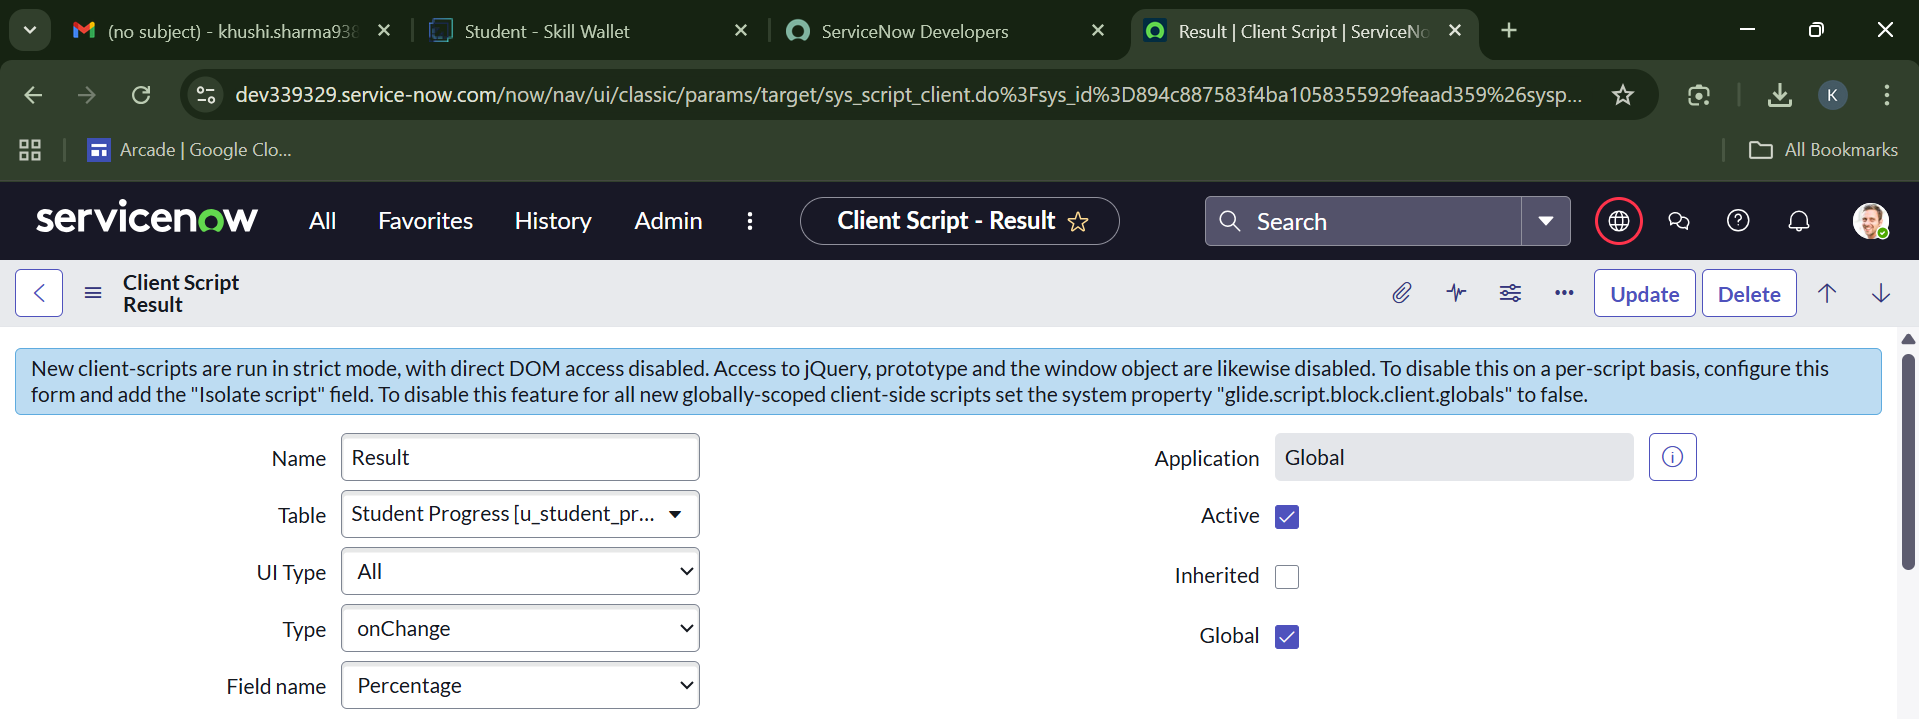 (no subject) - khushi.sharma938
Student - Skill Wallet
ServiceNow Developers
Result | Client Script | ServiceNo
dev339329.service-now.com/now/nav/ui/classic/params/target/sys_script_client.do%3Fsys_id%3D894c887583f4ba1058355929feaad359%26sysp...
K
Arcade | Google Clo...
All Bookmarks
servicenow
All
Favorites
History
Admin
Client Script - Result
Search
Client Script
Result
Update
Delete
New client-scripts are run in strict mode, with direct DOM access disabled. Access to jQuery, prototype and the window object are likewise disabled. To disable this on a per-script basis, configure this
form and add the "Isolate script" field. To disable this feature for all new globally-scoped client-side scripts set the system property "glide.script.block.client.globals" to false.
Name
Result
Application
Global
Table
Student Progress [u_student_pr...
Active
UI Type
All
Inherited
Type
onChange
Global
Field name
Percentage